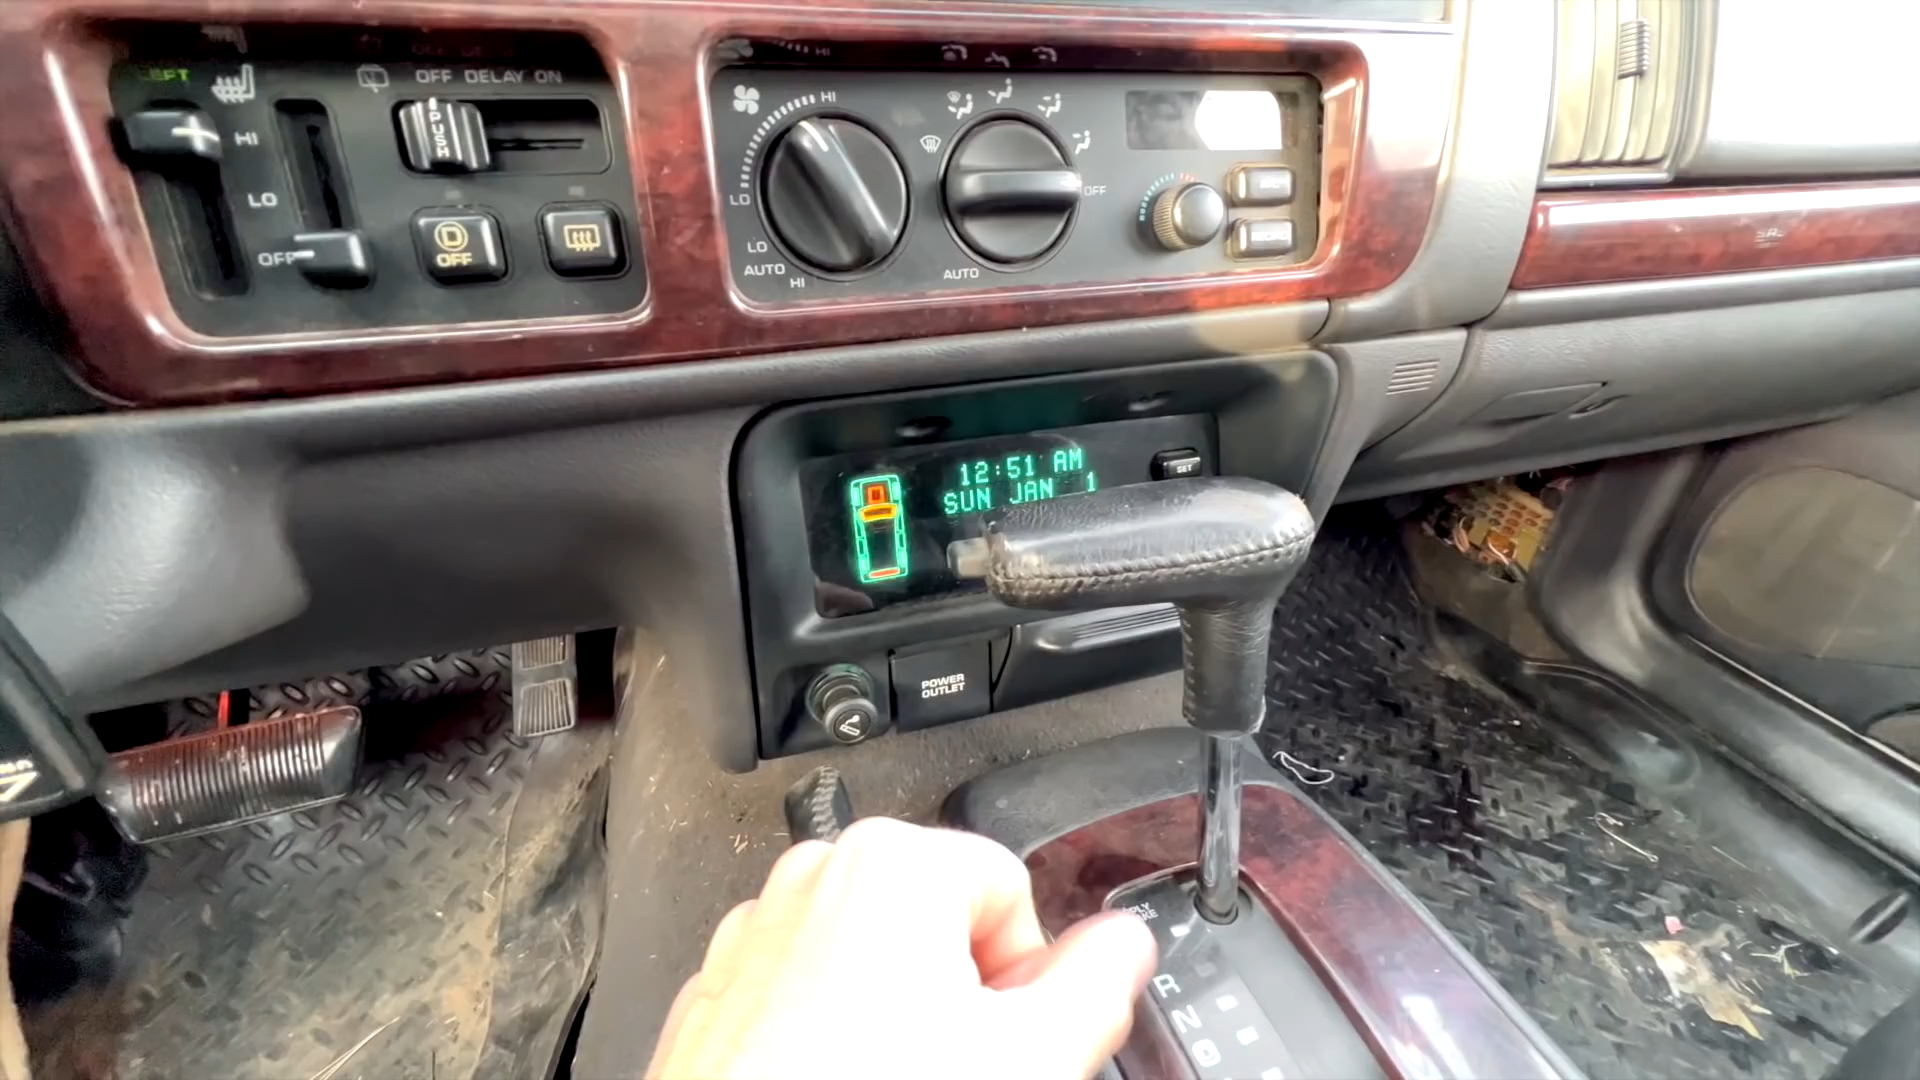 LEFT
OFF DELAY ON
PUSH
HI
LO
OFF
D
OFF
HI
LO
LO
AUTO
HI
OFF
AUTO
12:51 AM
SUN JAN 1
SET
POWER
OUTLET
R
N
D